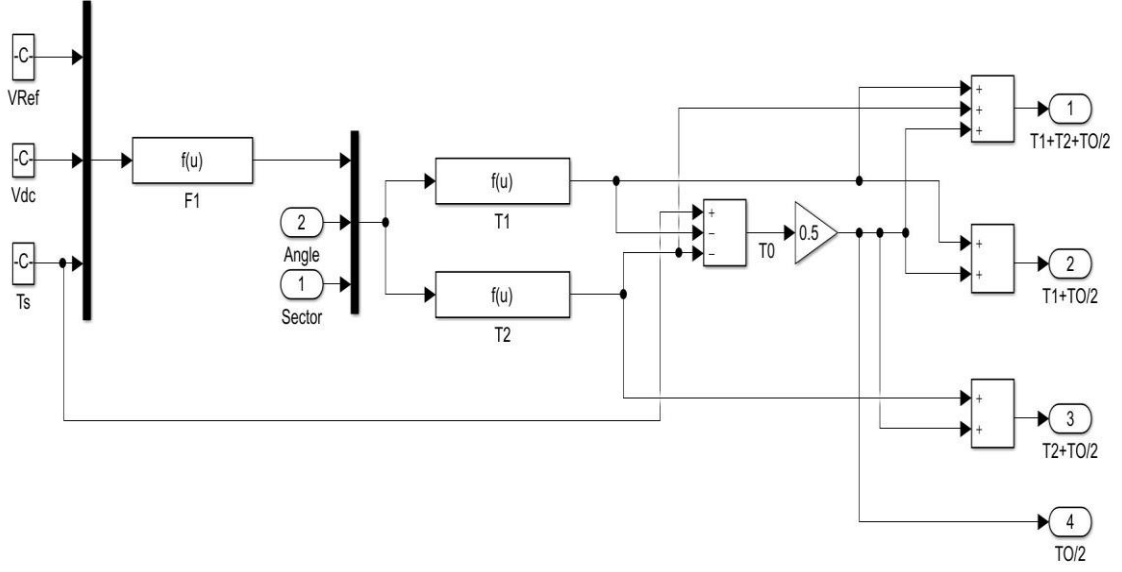 -C-
VRef
-C-
Vdc
-C-
Ts
f(u)
F1
2
Angle
1
Sector
f(u)
T1
f(u)
T2
+
−
−
T0
0.5
+
+
+
1
T1+T2+TO/2
+
+
2
T1+TO/2
+
+
3
T2+TO/2
4
TO/2